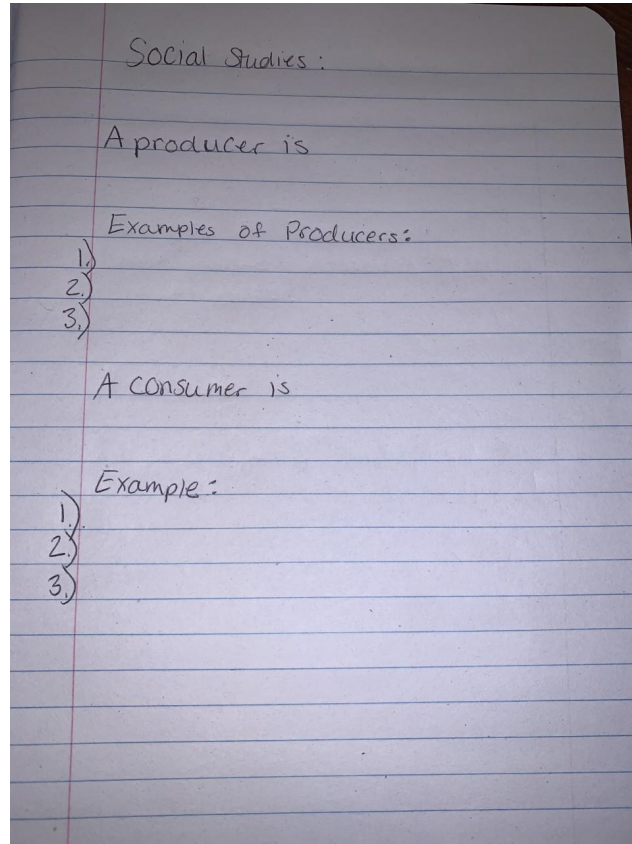 Social Studies:
A producer is
Examples of Producers:
1.)
2.)
3.)
A consumer is
Example:
1.)
2.)
3.)